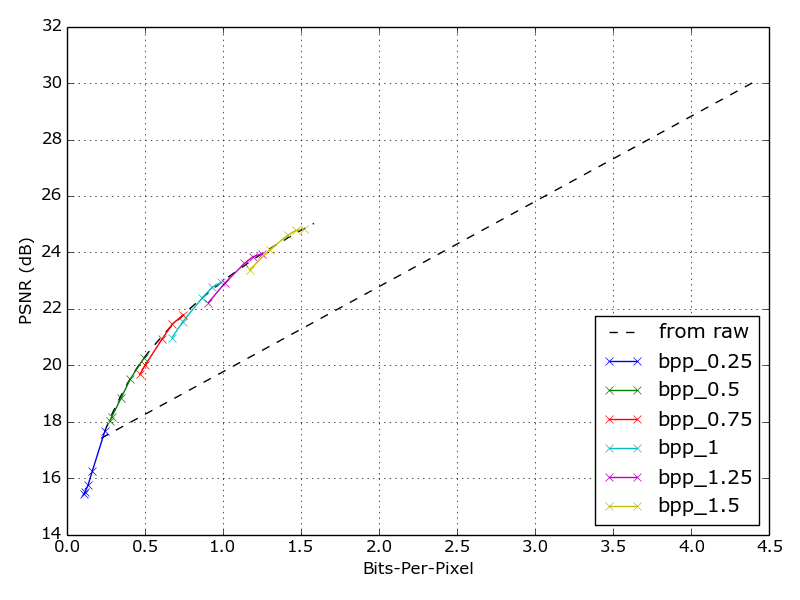 32
30
28
26
24
22
20
18
16
14
PSNR (dB)
0.0 0.5 1.0 1.5 2.0 2.5 3.0 3.5 4.0 4.5
Bits-Per-Pixel
from raw
bpp_0.25
bpp_0.5
bpp_0.75
bpp_1
bpp_1.25
bpp_1.5